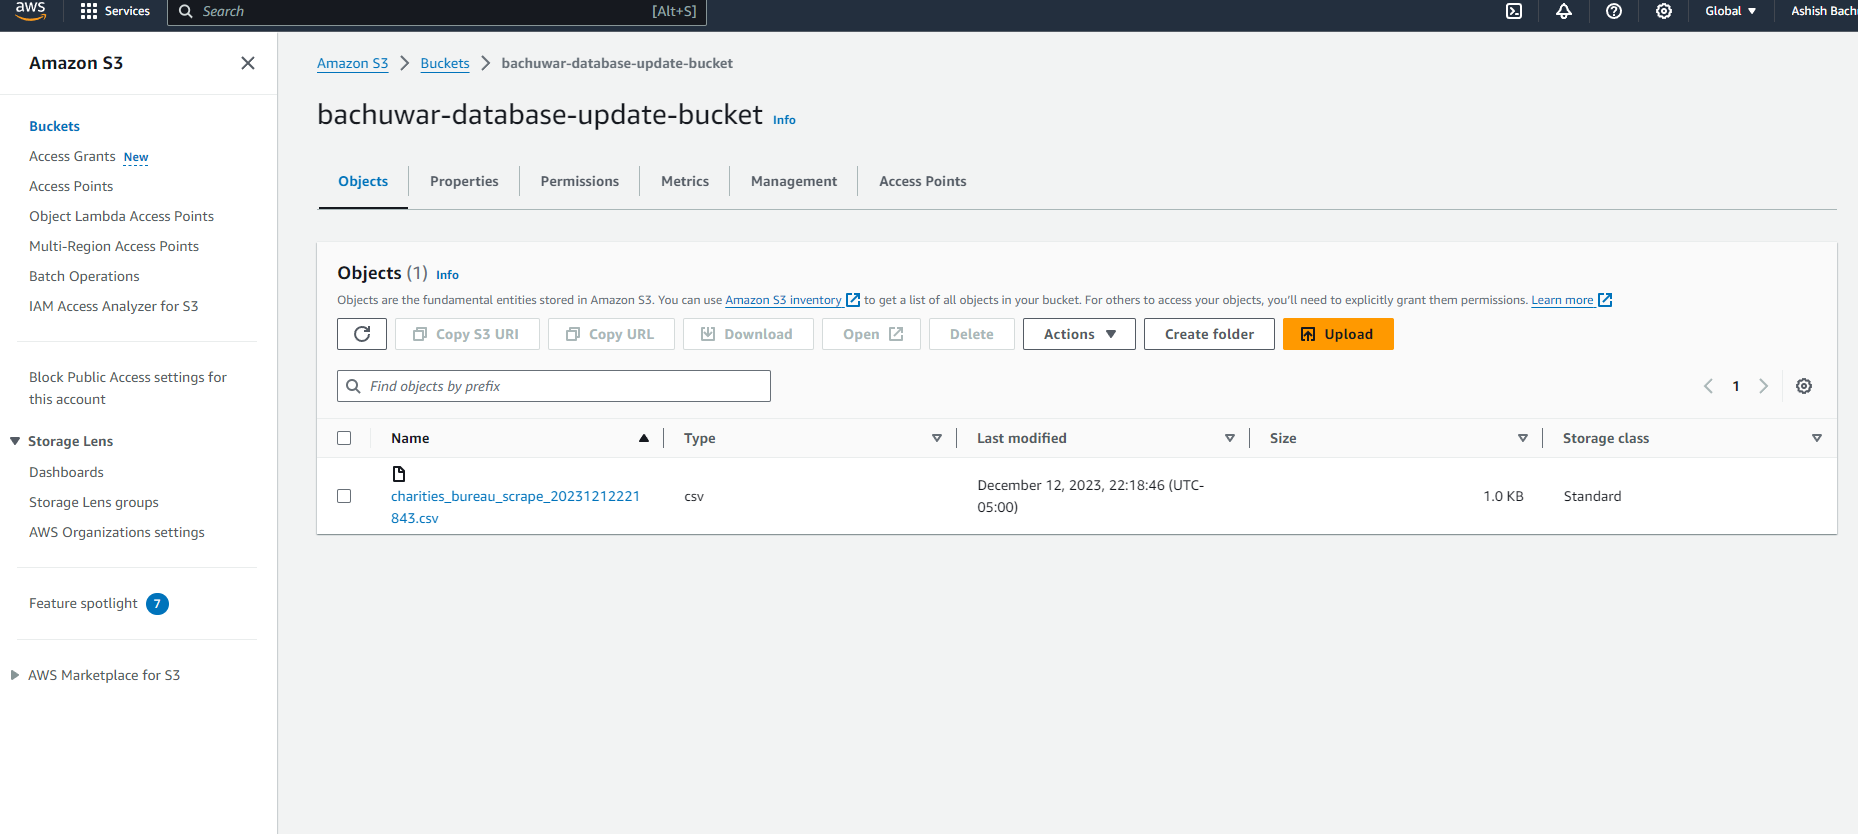 aws
Services
Search
[Alt+S]
Global
Ashish Bach
Amazon S3
Buckets
Access Grants New
Access Points
Object Lambda Access Points
Multi-Region Access Points
Batch Operations
IAM Access Analyzer for S3
Block Public Access settings for
this account
Storage Lens
Dashboards
Storage Lens groups
AWS Organizations settings
Feature spotlight 7
AWS Marketplace for S3
Amazon S3 > Buckets > bachuwar-database-update-bucket
bachuwar-database-update-bucket Info
Objects Properties Permissions Metrics Management Access Points
Objects (1) Info
Objects are the fundamental entities stored in Amazon S3. You can use Amazon S3 inventory to get a list of all objects in your bucket. For others to access your objects, you'll need to explicitly grant them permissions. Learn more
Copy S3 URI Copy URL Download Open Delete Actions Create folder Upload
Find objects by prefix
1
Name Type Last modified Size Storage class
charities_bureau_scrape_20231212221
843.csv
csv
December 12, 2023, 22:18:46 (UTC-
05:00)
1.0 KB
Standard